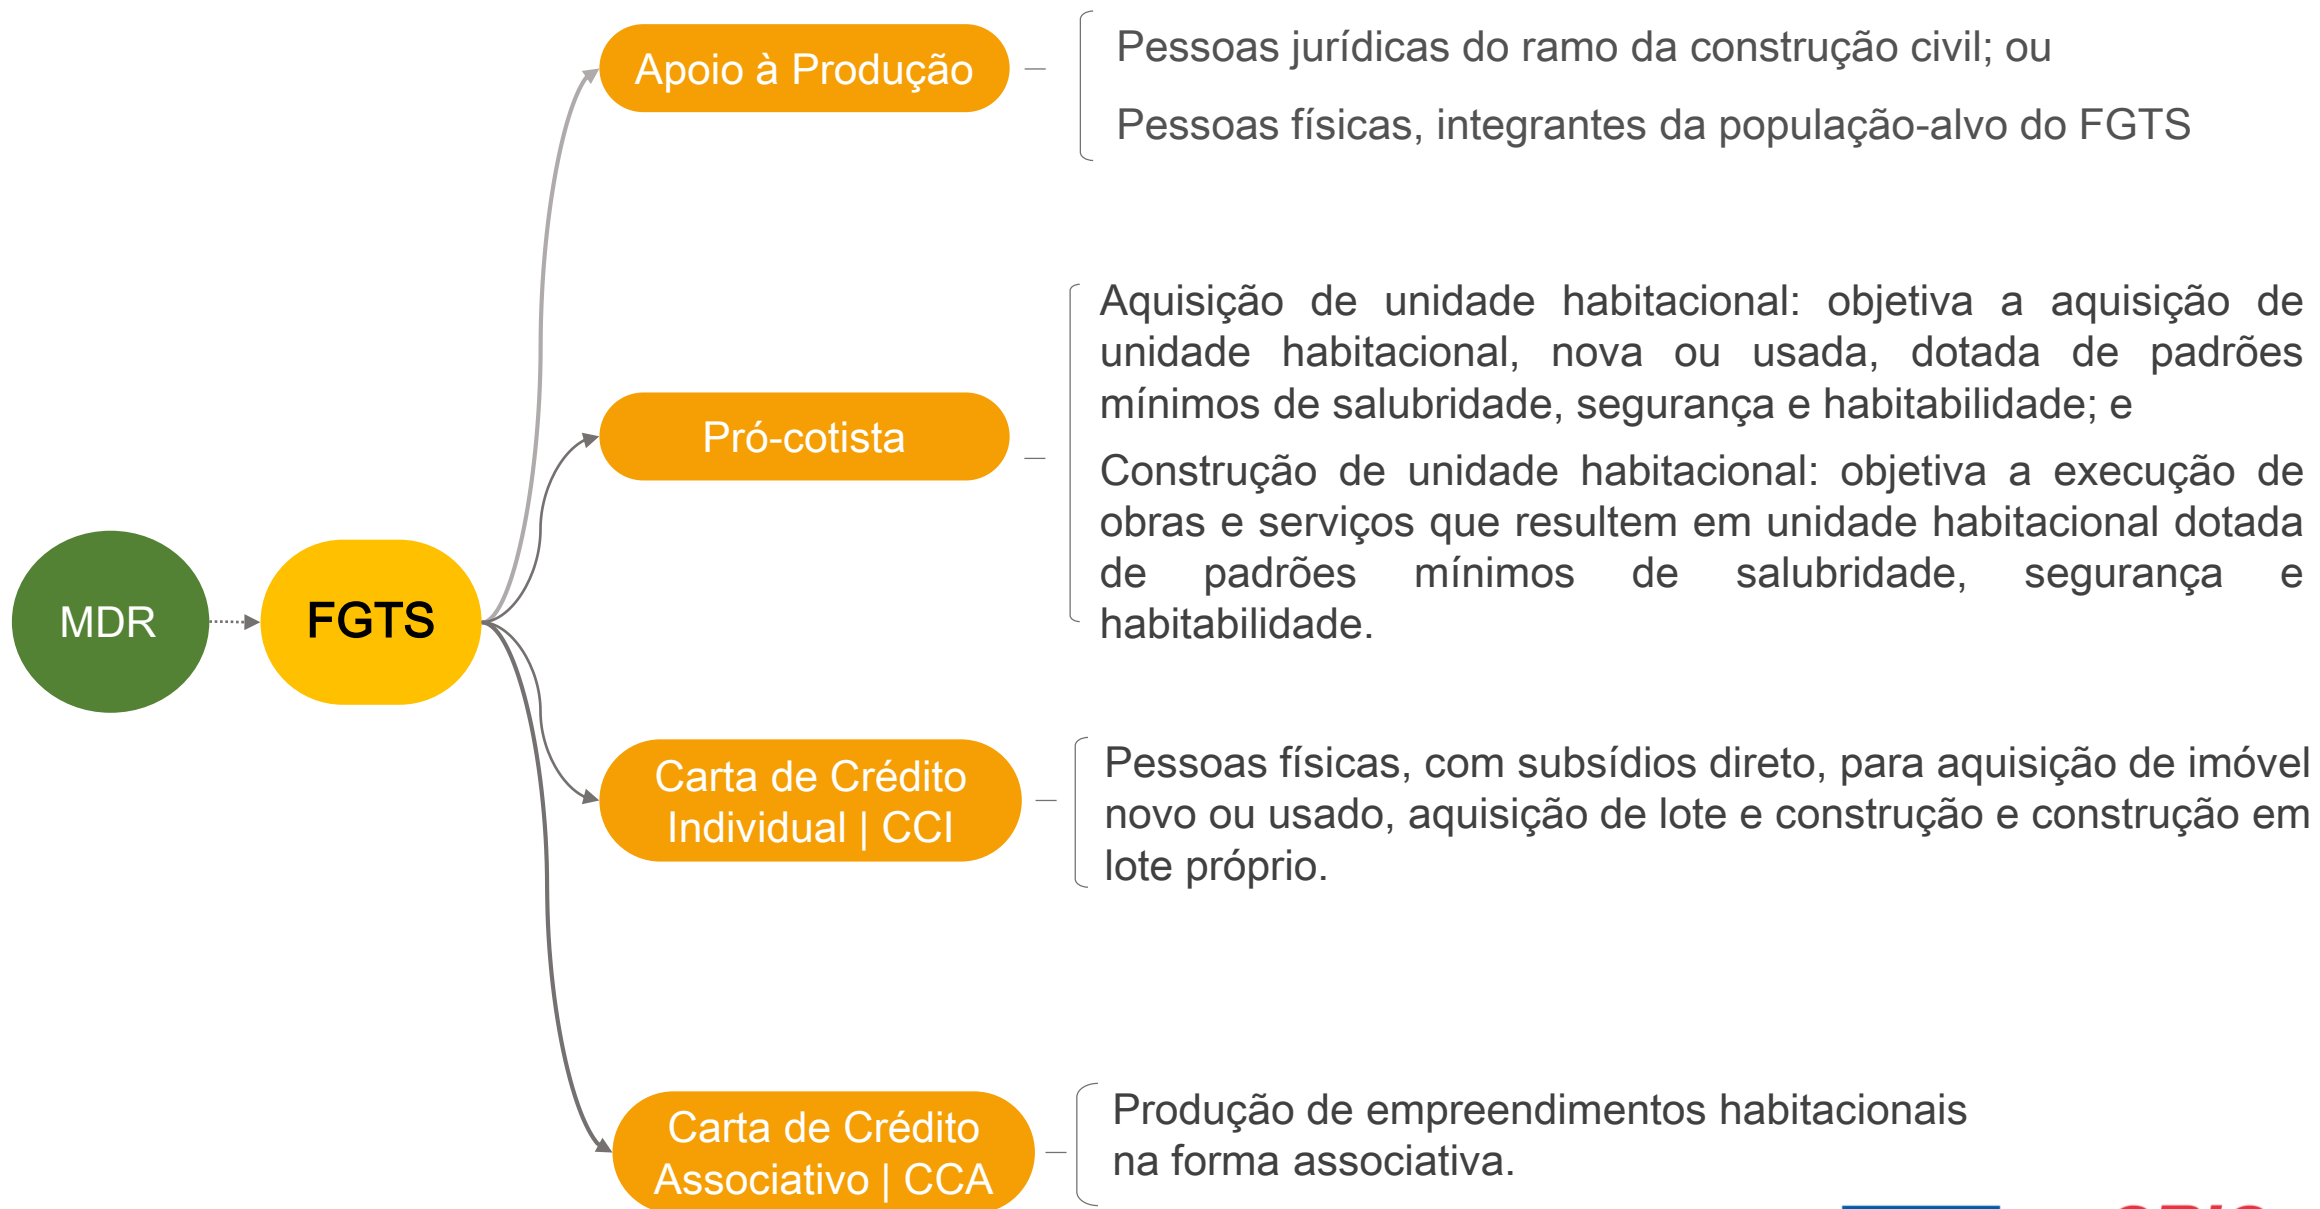 Apoio à Produção
Pessoas jurídicas do ramo da construção civil; ou
Pessoas físicas, integrantes da população-alvo do FGTS
Pró-cotista
Aquisição de unidade habitacional: objetiva a aquisição de
unidade habitacional, nova ou usada, dotada de padrões
mínimos de salubridade, segurança e habitabilidade; e
Construção de unidade habitacional: objetiva a execução de
obras e serviços que resultem em unidade habitacional dotada
de padrões mínimos de salubridade, segurança e
habitabilidade.
MDR
FGTS
Carta de Crédito
Individual | CCI
Pessoas físicas, com subsídios direto, para aquisição de imóvel
novo ou usado, aquisição de lote e construção e construção em
lote próprio.
Carta de Crédito
Associativo | CCA
Produção de empreendimentos habitacionais
na forma associativa.